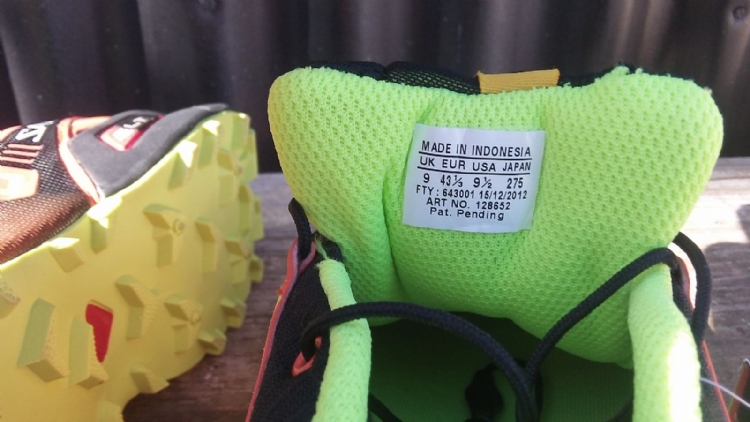 MADE IN INDONESIA
UK EUR USA JAPAN
9 43⅓ 9½ 275
FTY : 643001 15/12/2012
ART NO. 128652
Pat. Pending